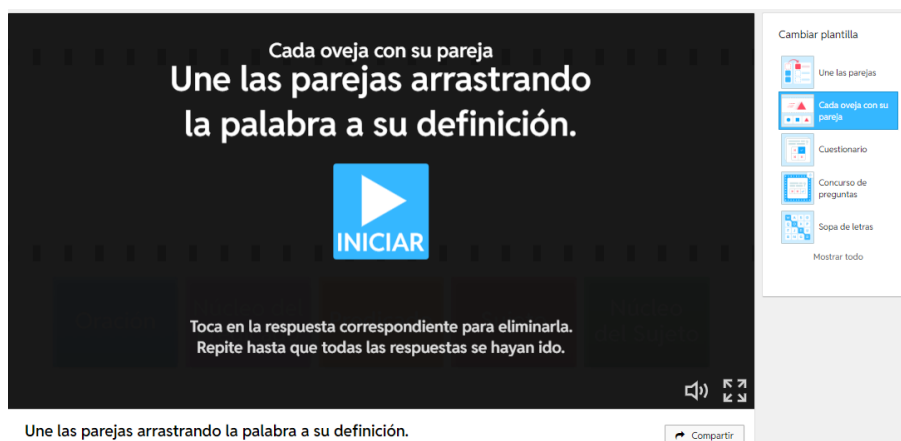 Cada oveja con su pareja
Une las parejas arrastrando
la palabra a su definición.
INICIAR
Nucleo
del Sujeto
Toca en la respuesta correspondiente para eliminarla.
Repite hasta que todas las respuestas se hayan ido.
Une las parejas arrastrando la palabra a su definición.
Compartir
Cambiar plantilla
Une las parejas
Cada oveja con su
pareja
Cuestionario
Concurso de
preguntas
Sopa de letras
Mostrar todo